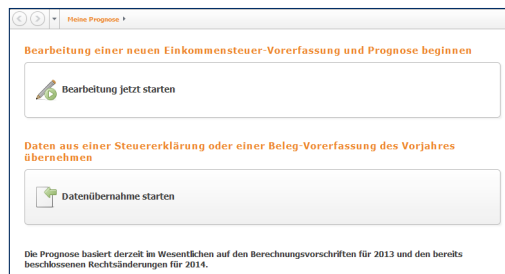 Meine Prognose
Bearbeitung einer neuen Einkommensteuer-Vorerfassung und Prognose beginnen
Bearbeitung jetzt starten
Daten aus einer Steuererklärung oder einer Beleg-Vorerfassung des Vorjahres
übernehmen
Datenübernahme starten
Die Prognose basiert derzeit im Wesentlichen auf den Berechnungsvorschriften für 2013 und den bereits
beschlossenen Rechtsänderungen für 2014.